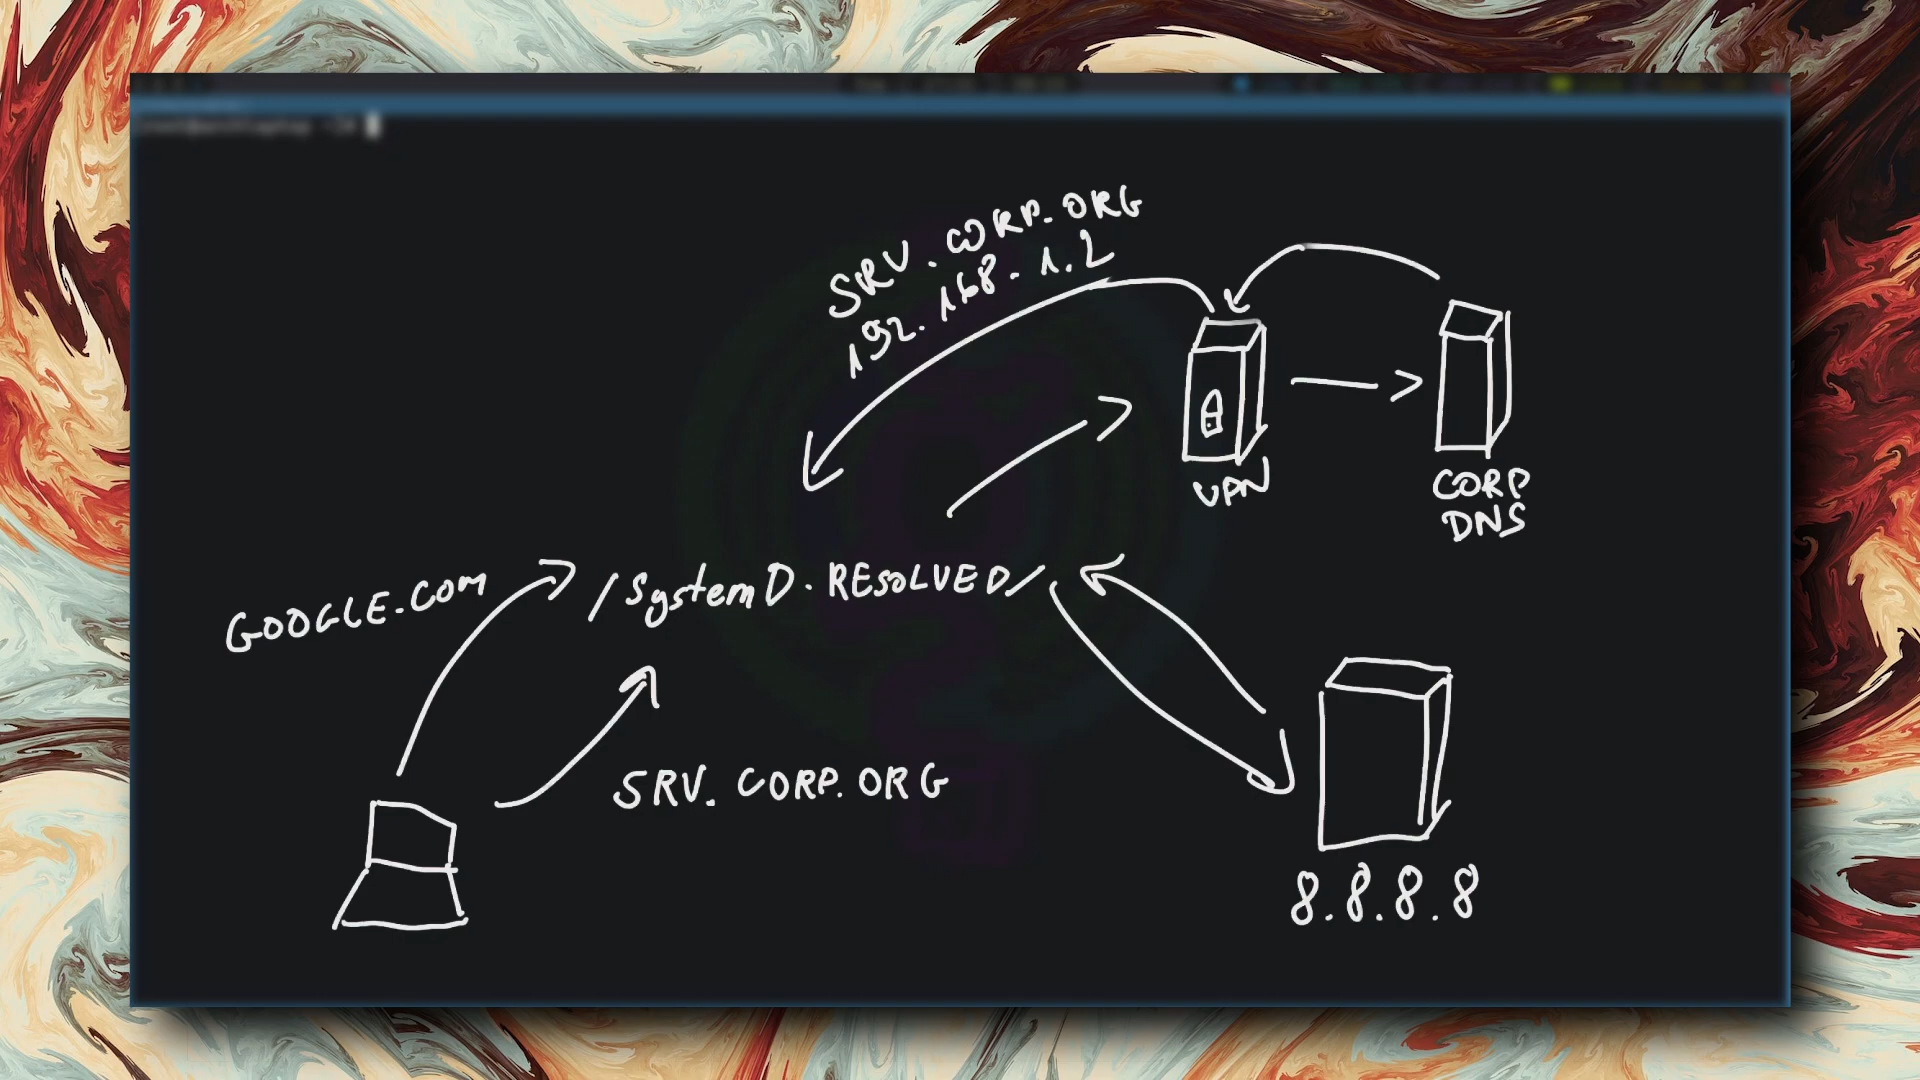 SRV.CORP.ORG
192.168.1.2
VPN
CORP
DNS
GOOGLE.COM
/SystemD.RESOLVED/
SRV.CORP.ORG
8.8.8.8